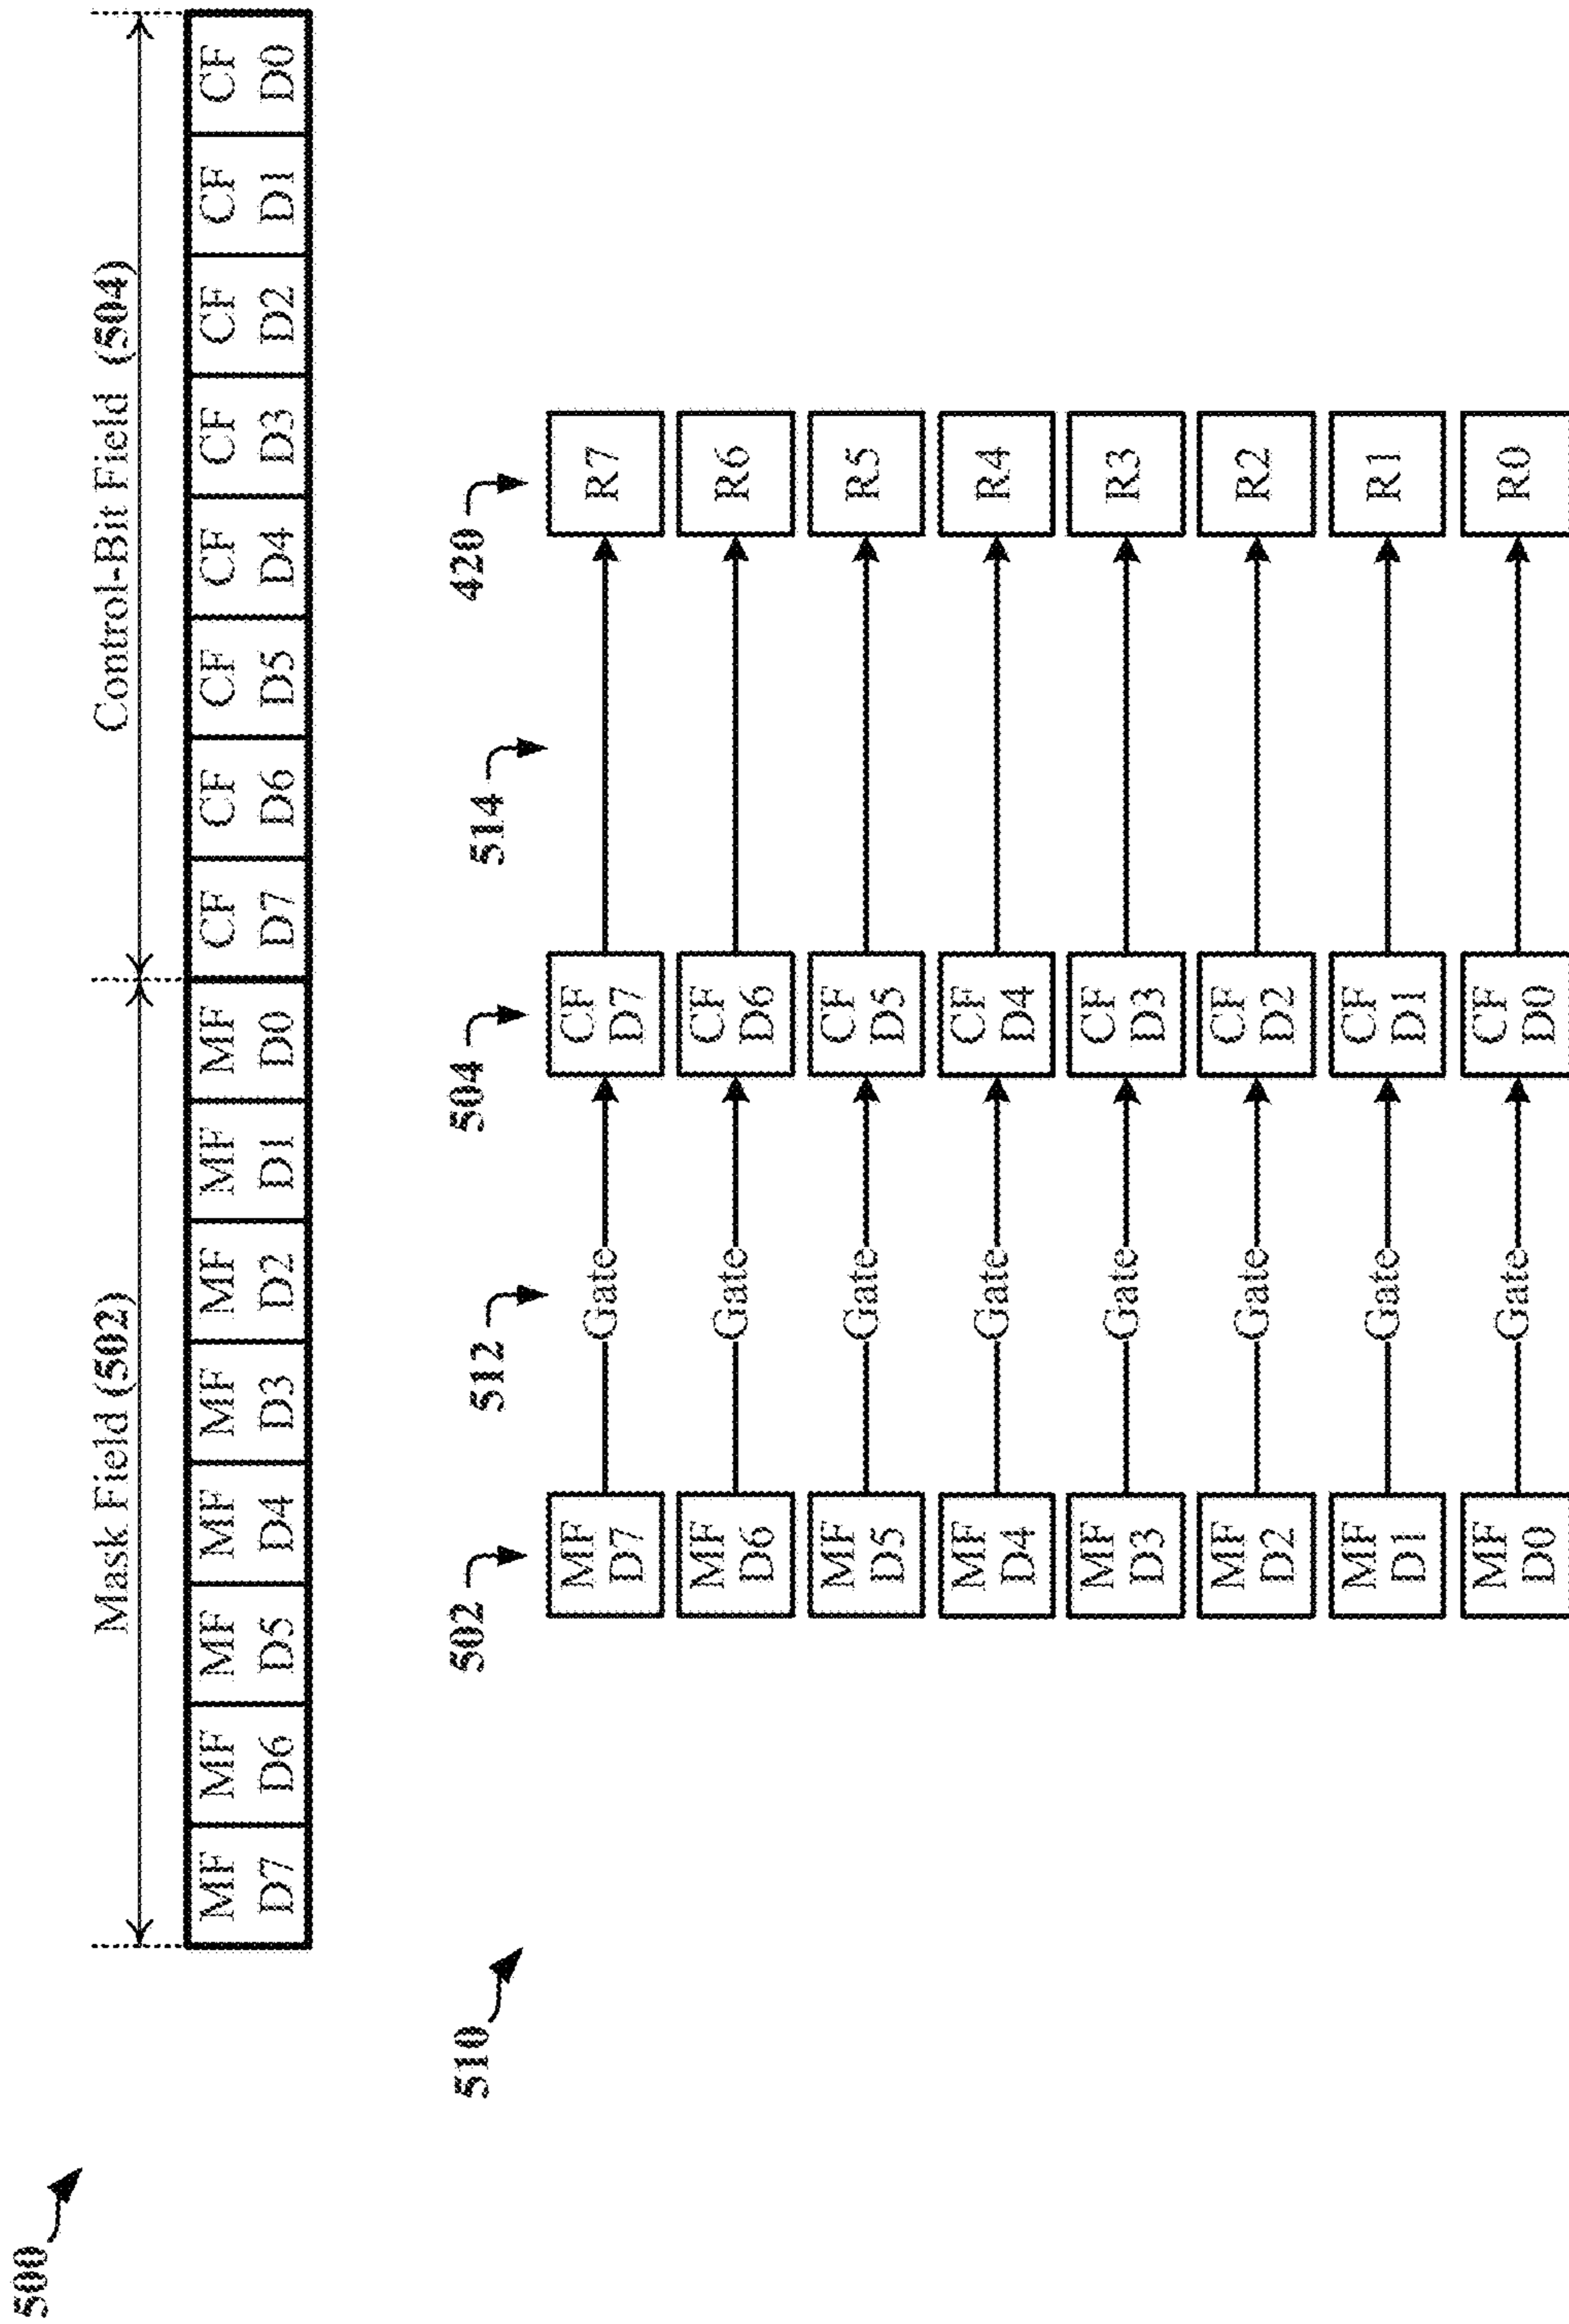 500
Mask Field (502)
Control-Bit Field (504)
MF MF MF MF MF MF MF MF CF CF CF CF CF CF CF CF
D7 D6 D5 D4 D3 D2 D1 D0 D7 D6 D5 D4 D3 D2 D1 D0
510
502
512
504
514
420
MF
D7
Gate
CF
D7
R7
MF
D6
Gate
CF
D6
R6
MF
D5
Gate
CF
D5
R5
MF
D4
Gate
CF
D4
R4
MF
D3
Gate
CF
D3
R3
MF
D2
Gate
CF
D2
R2
MF
D1
Gate
CF
D1
R1
MF
D0
Gate
CF
D0
R0